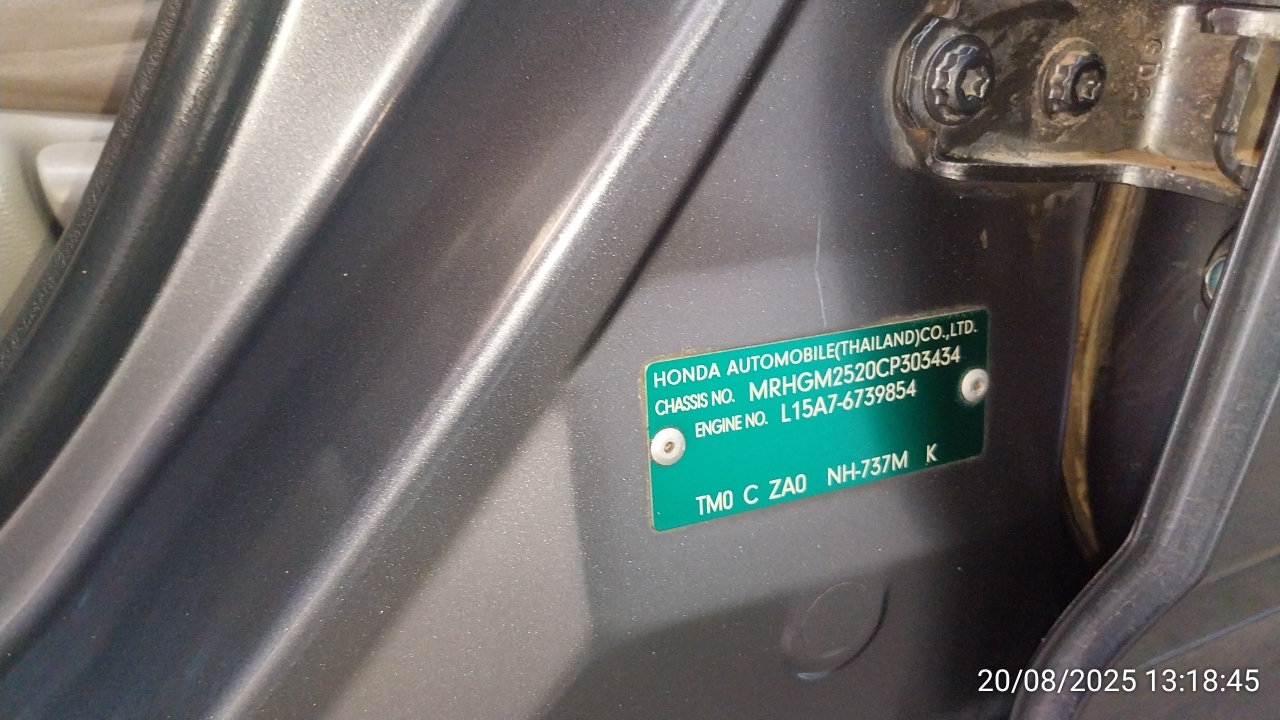 HONDA AUTOMOBILE(THAILAND)CO.,LTD.
CHASSIS NO. MRHGM2520CP303434
ENGINE NO. L15A7-6739854
TM0 C ZA0 NH-737M K
20/08/2025 13:18:45